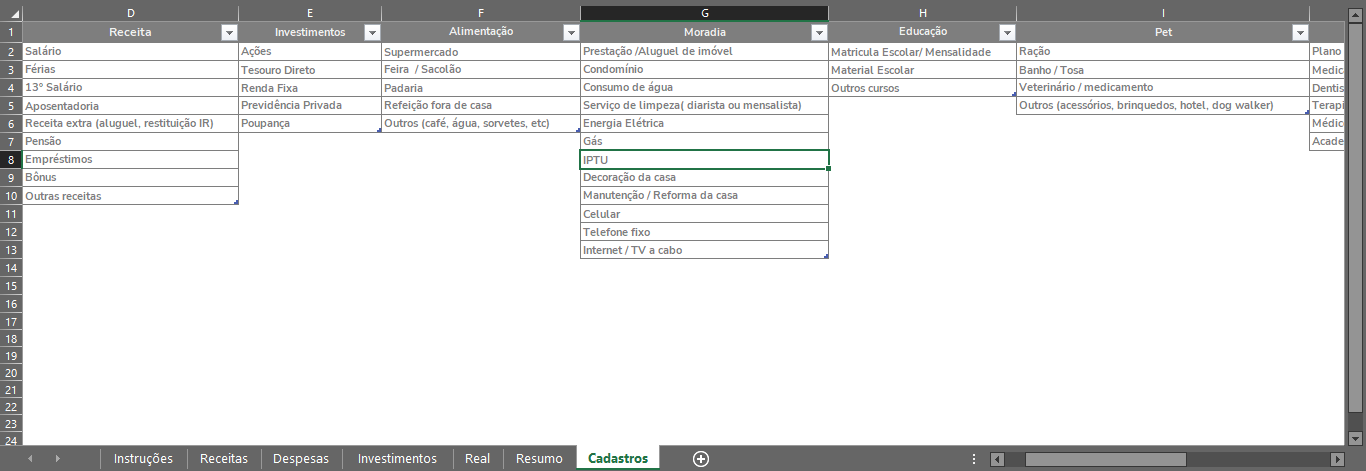 D E F G H I
1 Receita Investimentos Alimentação Moradia Educação Pet
2 Salário Ações Supermercado Prestação /Aluguel de imóvel Matricula Escolar/ Mensalidade Ração Plano
3 Férias Tesouro Direto Feira / Sacolão Condomínio Material Escolar Banho / Tosa Medic
4 13º Salário Renda Fixa Padaria Consumo de água Outros cursos Veterinário / medicamento Dentis
5 Aposentadoria Previdência Privada Refeição fora de casa Serviço de limpeza( diarista ou mensalista) Outros (acessórios, brinquedos, hotel, dog walker) Terapi
6 Receita extra (aluguel, restituição IR) Poupança Outros (café, água, sorvetes, etc) Energia Elétrica Médic
7 Pensão Gás Acade
8 Empréstimos IPTU
9 Bônus Decoração da casa
10 Outras receitas Manutenção / Reforma da casa
11 Celular
12 Telefone fixo
13 Internet / TV a cabo
14
15
16
17
18
19
20
21
22
23
24
Instruções Receitas Despesas Investimentos Real Resumo Cadastros